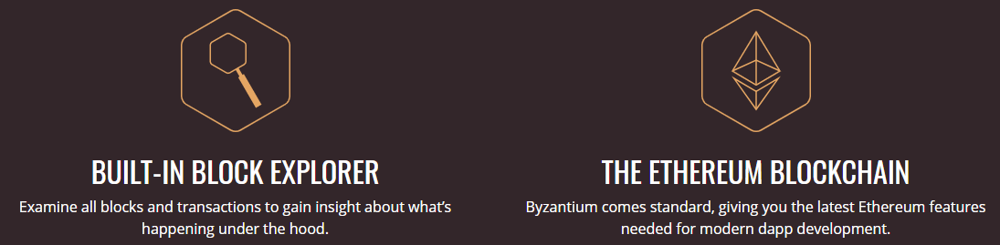 BUILT-IN BLOCK EXPLORER
Examine all blocks and transactions to gain insight about what’s
happening under the hood.
THE ETHEREUM BLOCKCHAIN
Byzantium comes standard, giving you the latest Ethereum features
needed for modern dapp development.